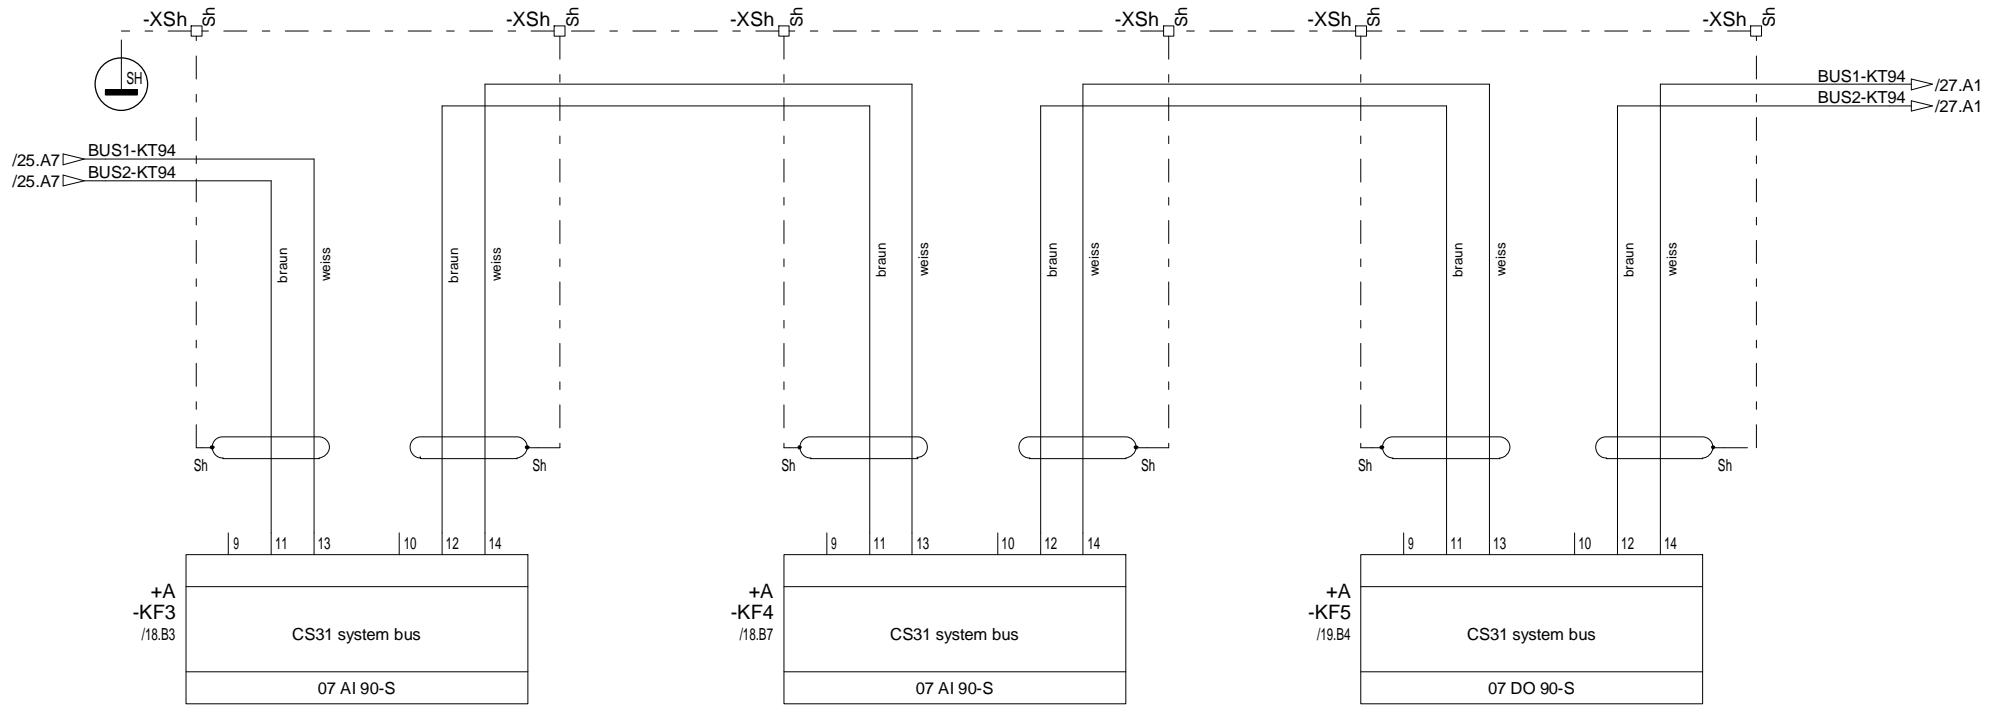 -XSh Sh -XSh Sh -XSh Sh -XSh Sh -XSh Sh -XSh Sh
SH
BUS1-KT94 /27.A1
BUS2-KT94 /27.A1
/25.A7 BUS1-KT94
/25.A7 BUS2-KT94
braun weiss braun weiss braun weiss braun weiss braun weiss braun weiss
Sh Sh Sh Sh Sh Sh
9 11 13 10 12 14 9 11 13 10 12 14 9 11 13 10 12 14
+A +A +A
-KF3 -KF4 -KF5
/18.B3 CS31 system bus /18.B7 CS31 system bus /19.B4 CS31 system bus
07 AI 90-S 07 AI 90-S 07 DO 90-S